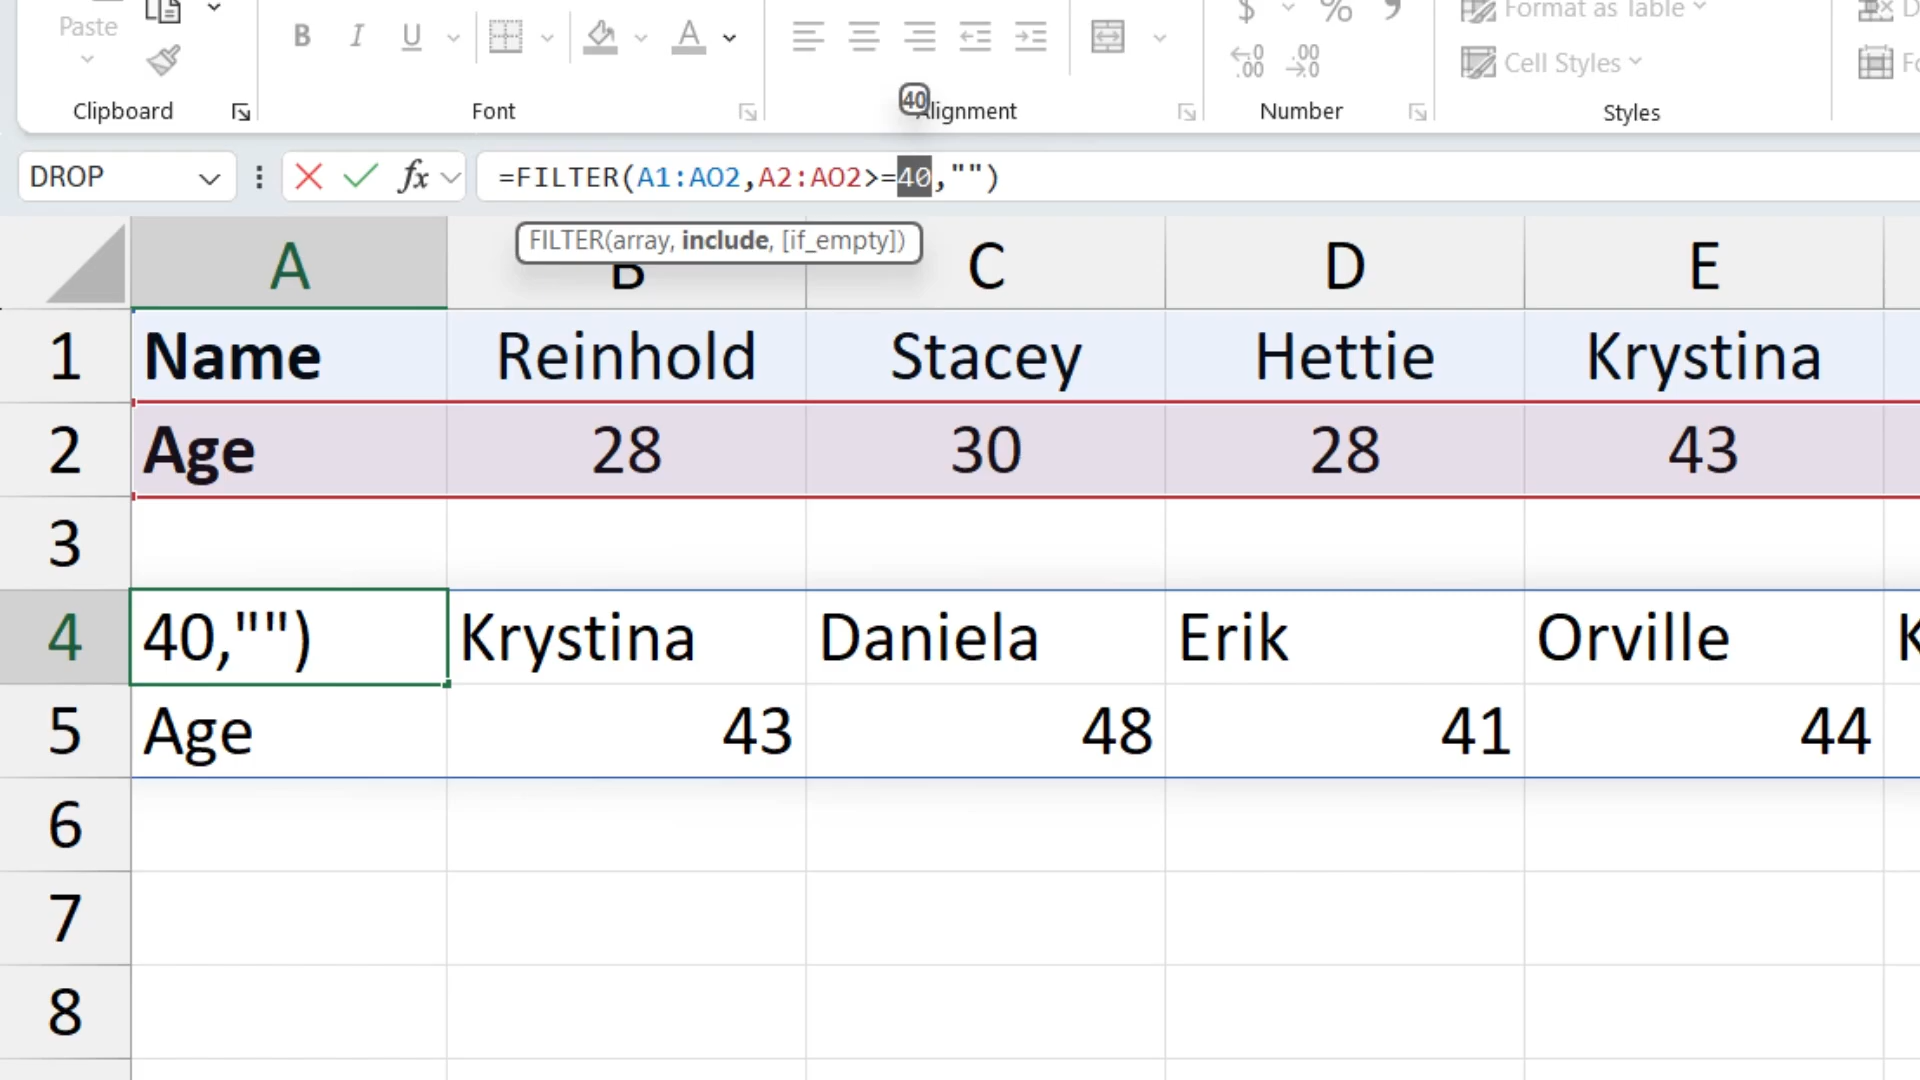 Paste
B I U A
$ % 9
Format as Table
Cell Styles
Clipboard
Font
40
Alignment
Number
Styles
DROP
fx
=FILTER(A1:AO2,A2:AO2>=40,"")
FILTER(array, include, [if_empty])
A B C D E
1 Name Reinhold Stacey Hettie Krystina
2 Age 28 30 28 43
3
4 40,"") Krystina Daniela Erik Orville
5 Age 43 48 41 44
6
7
8